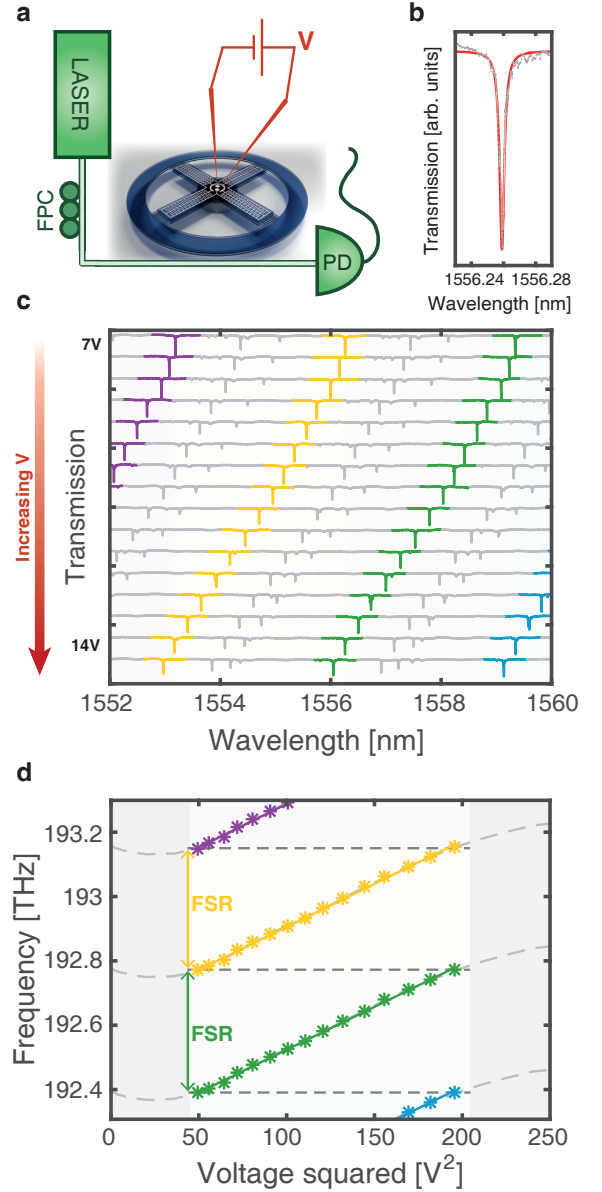 a
LASER
FPC
V
PD
b
Transmission [arb. units]
1556.24 1556.28
Wavelength [nm]
c
Increasing V
Transmission
7V
14V
1552 1554 1556 1558 1560
Wavelength [nm]
d
Frequency [THz]
193.2
193
192.8
192.6
192.4
FSR
FSR
0 50 100 150 200 250
Voltage squared [V²]